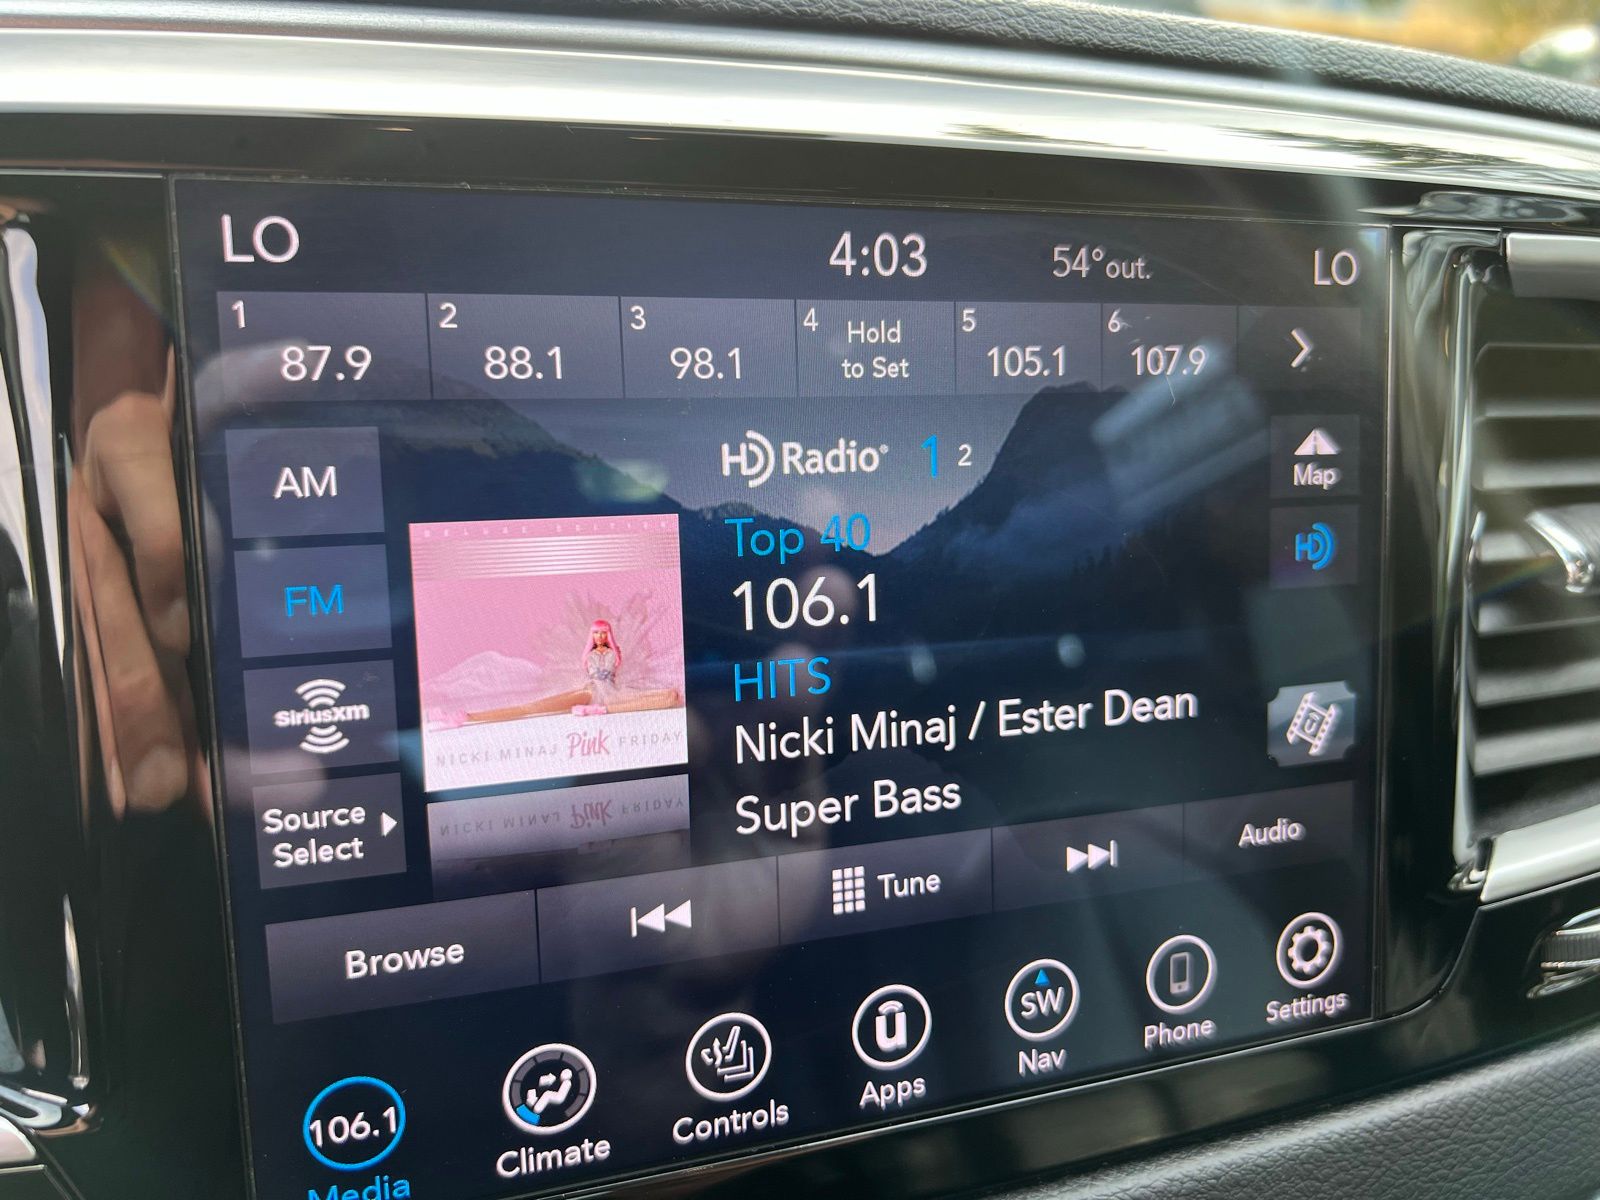 LO 4:03 54°out. LO
1 2 3 4 Hold 5 6
87.9 88.1 98.1 to Set 105.1 107.9
HD Radio® 1 2
AM
Map
DELUXE EDITION
Top 40
HD
FM
106.1
HITS
SiriusXM
Nicki Minaj / Ester Dean
NICKI MINAJ Pink FRIDAY
Super Bass
Source
Select
Browse
Tune
Audio
106.1
Media
Climate
Controls
Apps
SW
Nav
Phone
Settings